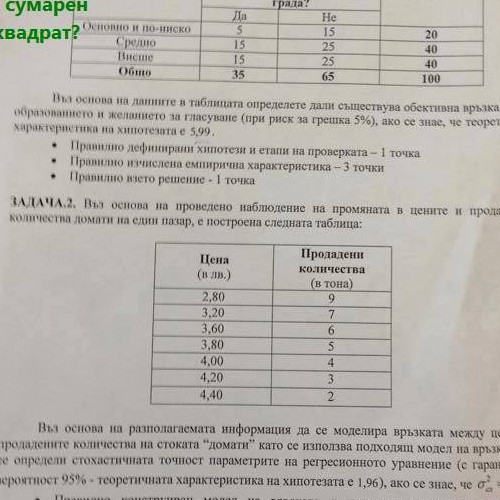 сумарен
квадрат?
града?
Да Не
Основно и по-ниско 5 15 20
Средно 15 25 40
Висше 15 25 40
Общо 35 65 100
Въз основа на данните в таблицата определете дали съществува обективна връзка
образованието и желанието за гласуване (при риск за грешка 5%), ако се знае, че теорет
характеристика на хипотезата е 5,99.
• Правилно дефинирани хипотези и етапи на проверката – 1 точка
• Правилно изчислена емпирична характеристика – 3 точки
• Правилно взето решение - 1 точка
ЗАДАЧА.2. Въз основа на проведено наблюдение на промяната в цените и прода
количества домати на един пазар, е построена следната таблица:
Цена Продадени
(в лв.) количества
(в тона)
2,80 9
3,20 7
3,60 6
3,80 5
4,00 4
4,20 3
4,40 2
Въз основа на разполагаемата информация да се моделира връзката между це
продадените количества на стоката “домати” като се използва подходящ модел на връзк
се определи стохастичната точност параметрите на регресионното уравнение (с гаран
вероятност 95% - теоретичната характеристика на хипотезата е 1,96), ако се знае, че σ²